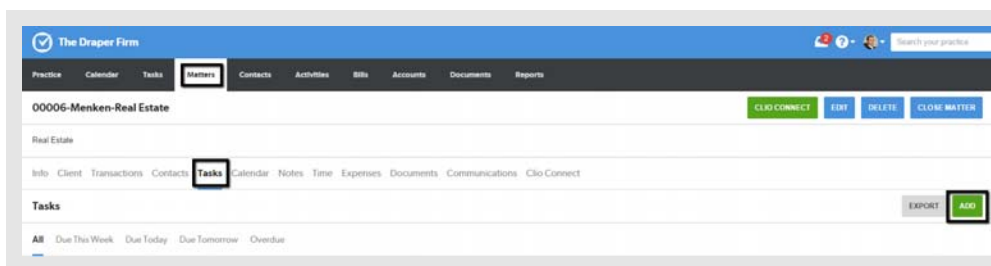 The Draper Firm 2 ? Search your practice
Practice Calendar Tasks Matters Contacts Activities Bills Accounts Documents Reports
00006-Menken-Real Estate CLIO CONNECT EDIT DELETE CLOSE MATTER
Real Estate
Info Client Transactions Contacts Tasks Calendar Notes Time Expenses Documents Communications Clio Connect
Tasks EXPORT ADD
All Due This Week Due Today Due Tomorrow Overdue